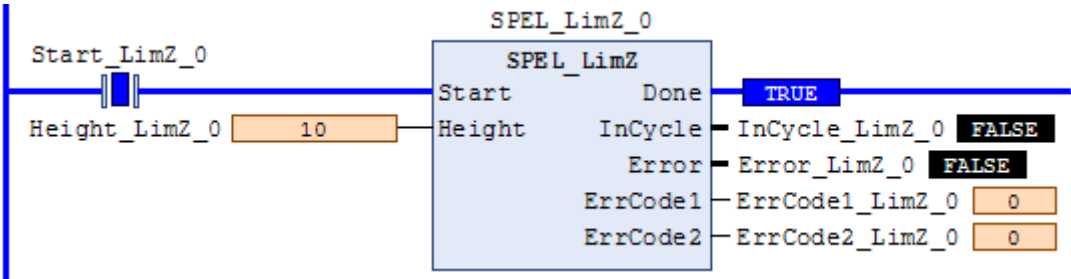 SPEL_LimZ_0
Start_LimZ_0
SPEL_LimZ
Start Done TRUE
Height_LimZ_0 10 Height InCycle InCycle_LimZ_0 FALSE
Error Error_LimZ_0 FALSE
ErrCode1 ErrCode1_LimZ_0 0
ErrCode2 ErrCode2_LimZ_0 0